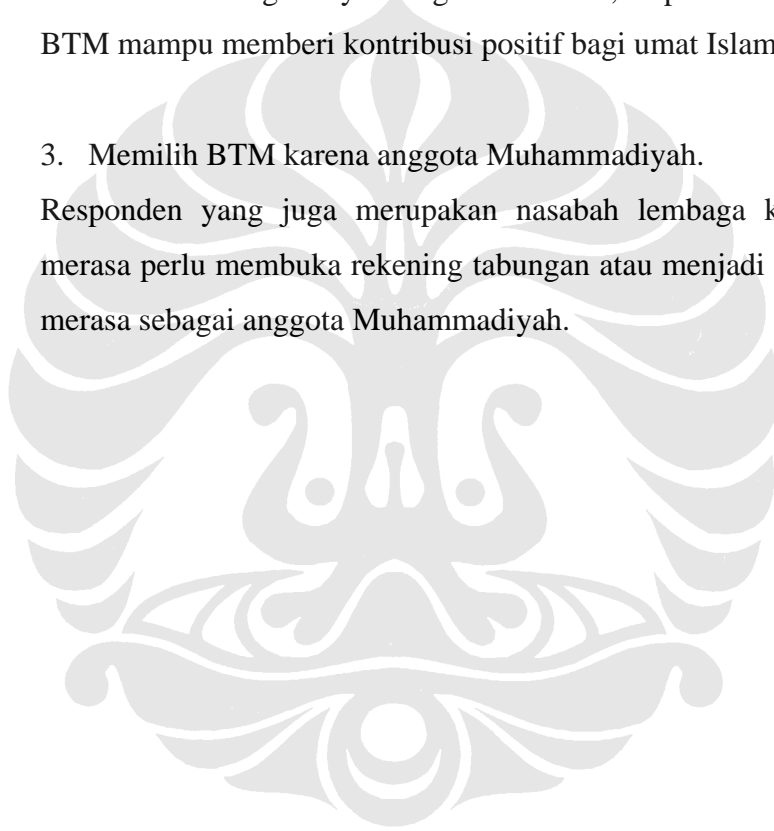 BTM mampu memberi kontribusi positif bagi umat Islam
3. Memilih BTM karena anggota Muhammadiyah.
Responden yang juga merupakan nasabah lembaga
merasa perlu membuka rekening tabungan atau menjadi
merasa sebagai anggota Muhammadiyah.